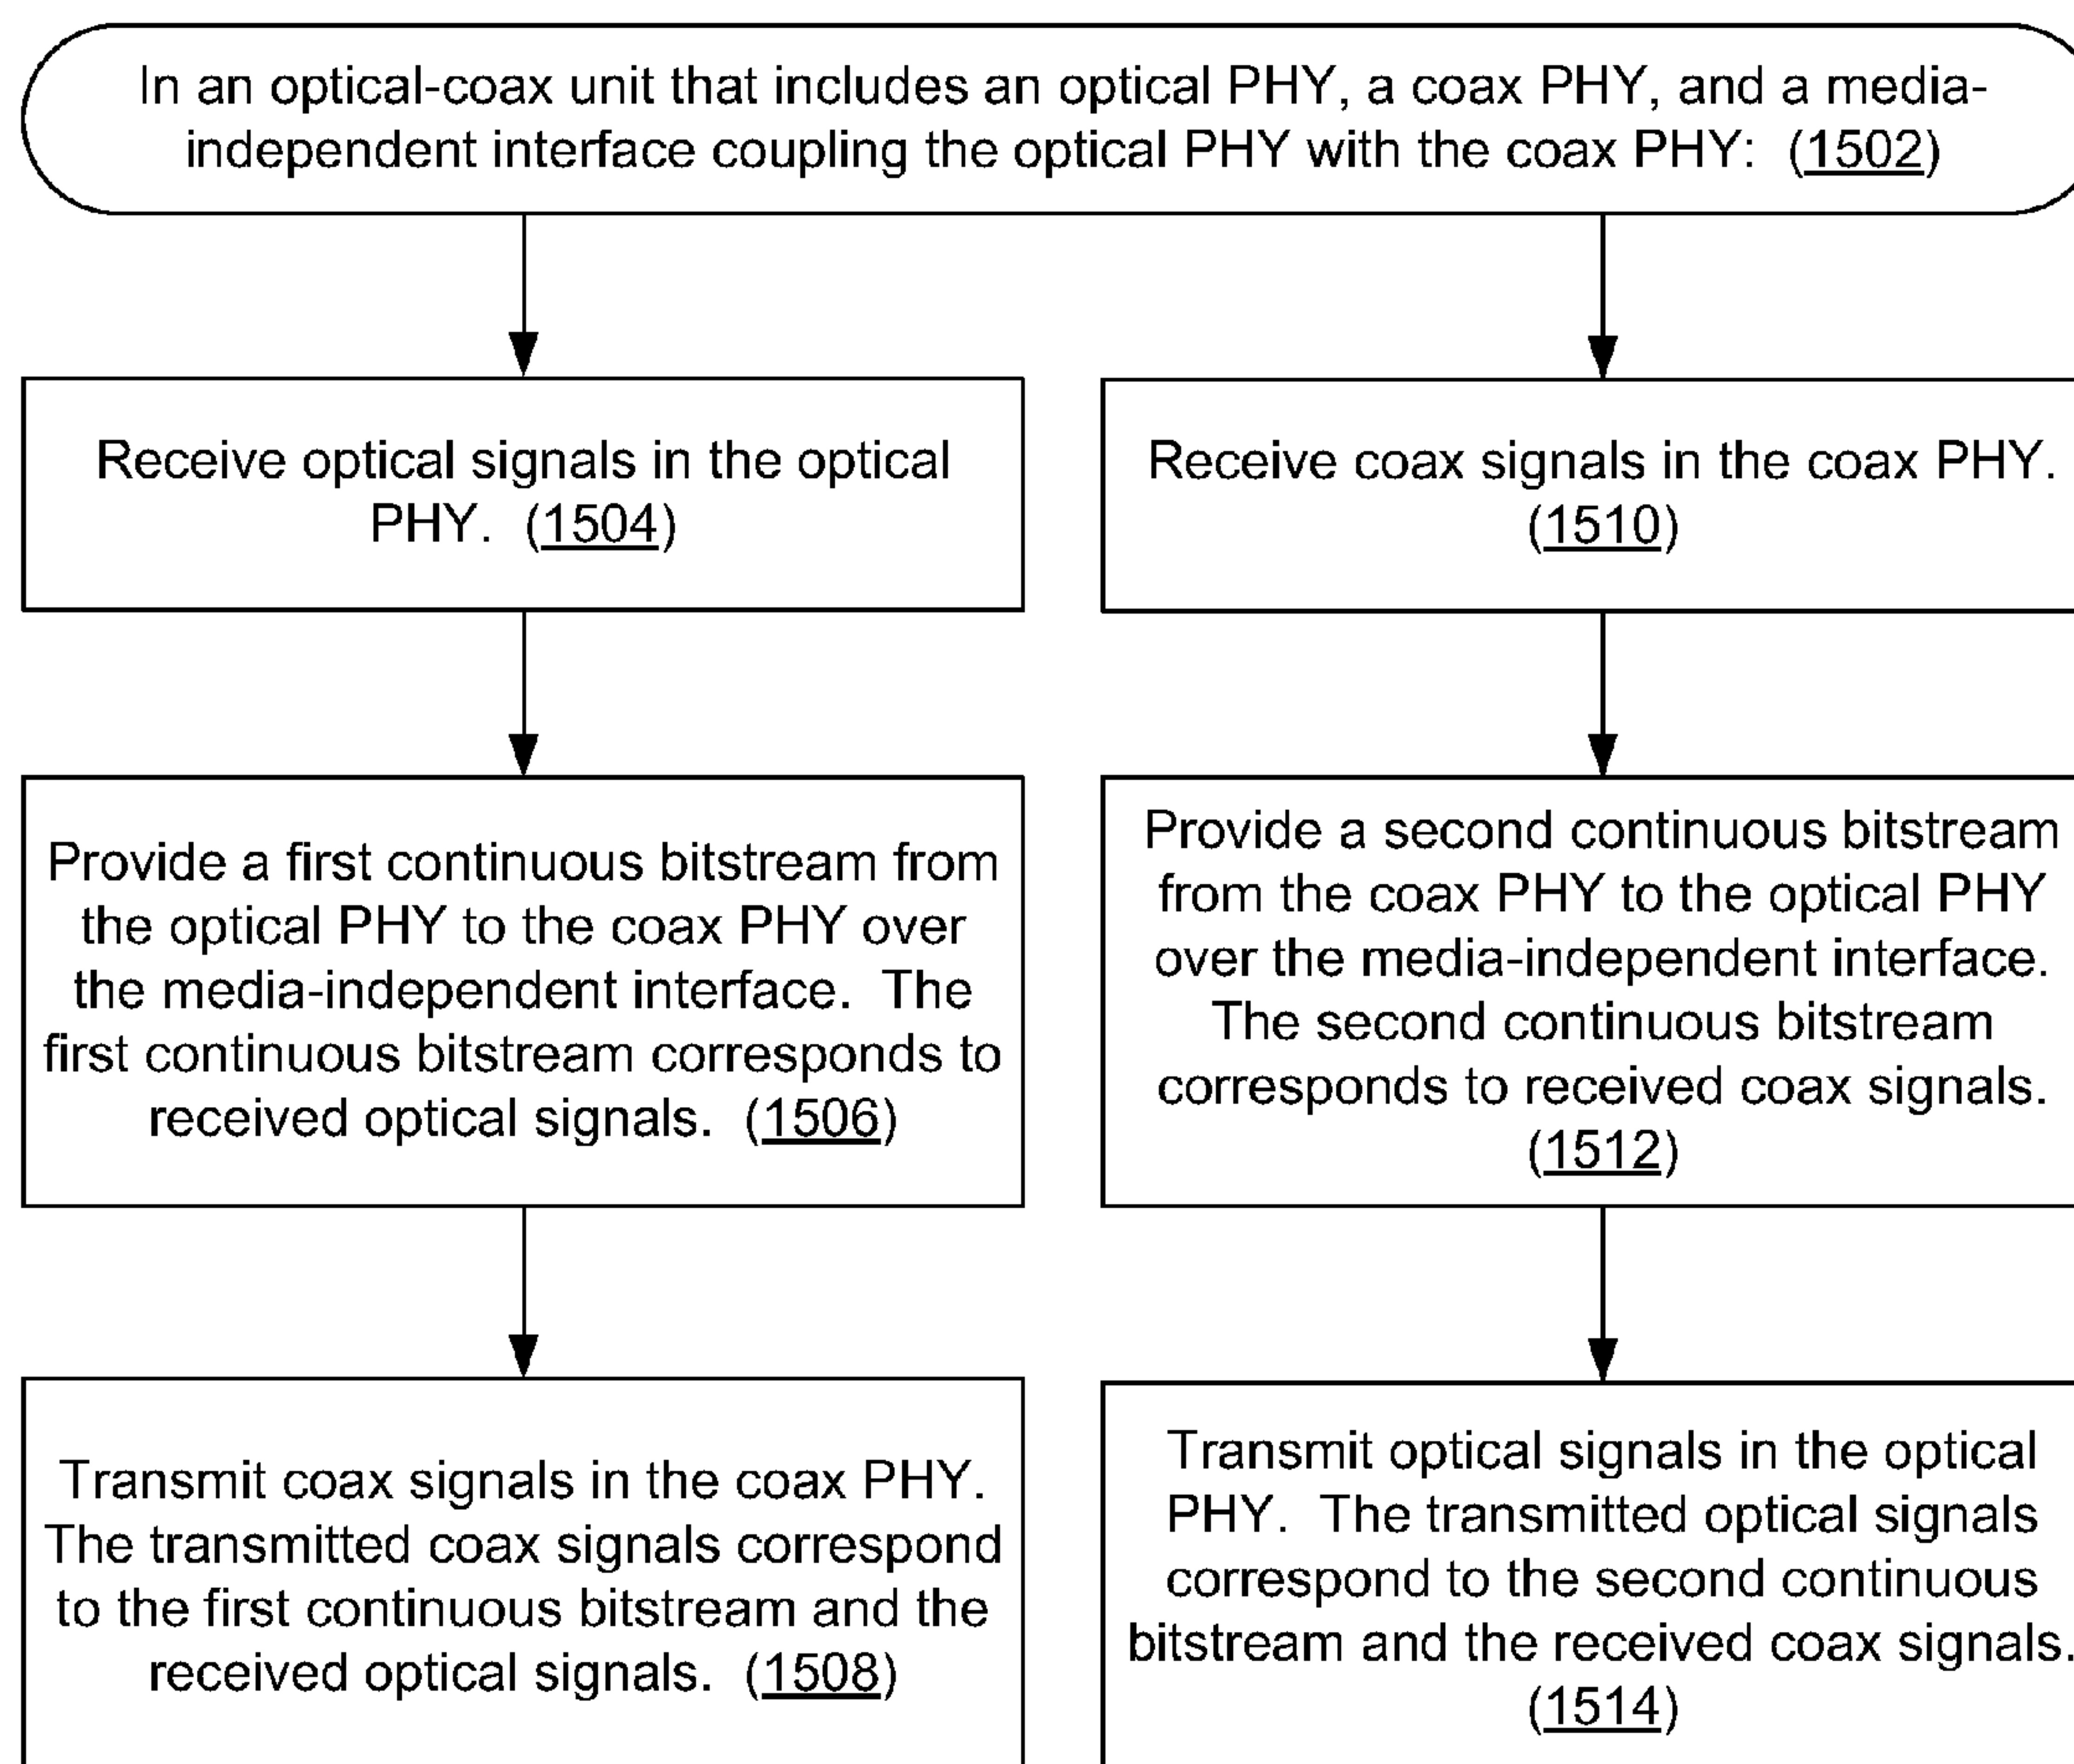 In an optical-coax unit that includes an optical PHY, a coax PHY, and a media-
independent interface coupling the optical PHY with the coax PHY: (1502)
Receive optical signals in the optical
PHY. (1504)
Provide a first continuous bitstream from
the optical PHY to the coax PHY over
the media-independent interface. The
first continuous bitstream corresponds to
received optical signals. (1506)
Transmit coax signals in the coax PHY.
The transmitted coax signals correspond
to the first continuous bitstream and the
received optical signals. (1508)
Receive coax signals in the coax PHY.
(1510)
Provide a second continuous bitstream
from the coax PHY to the optical PHY
over the media-independent interface.
The second continuous bitstream
corresponds to received coax signals.
(1512)
Transmit optical signals in the optical
PHY. The transmitted optical signals
correspond to the second continuous
bitstream and the received coax signals.
(1514)